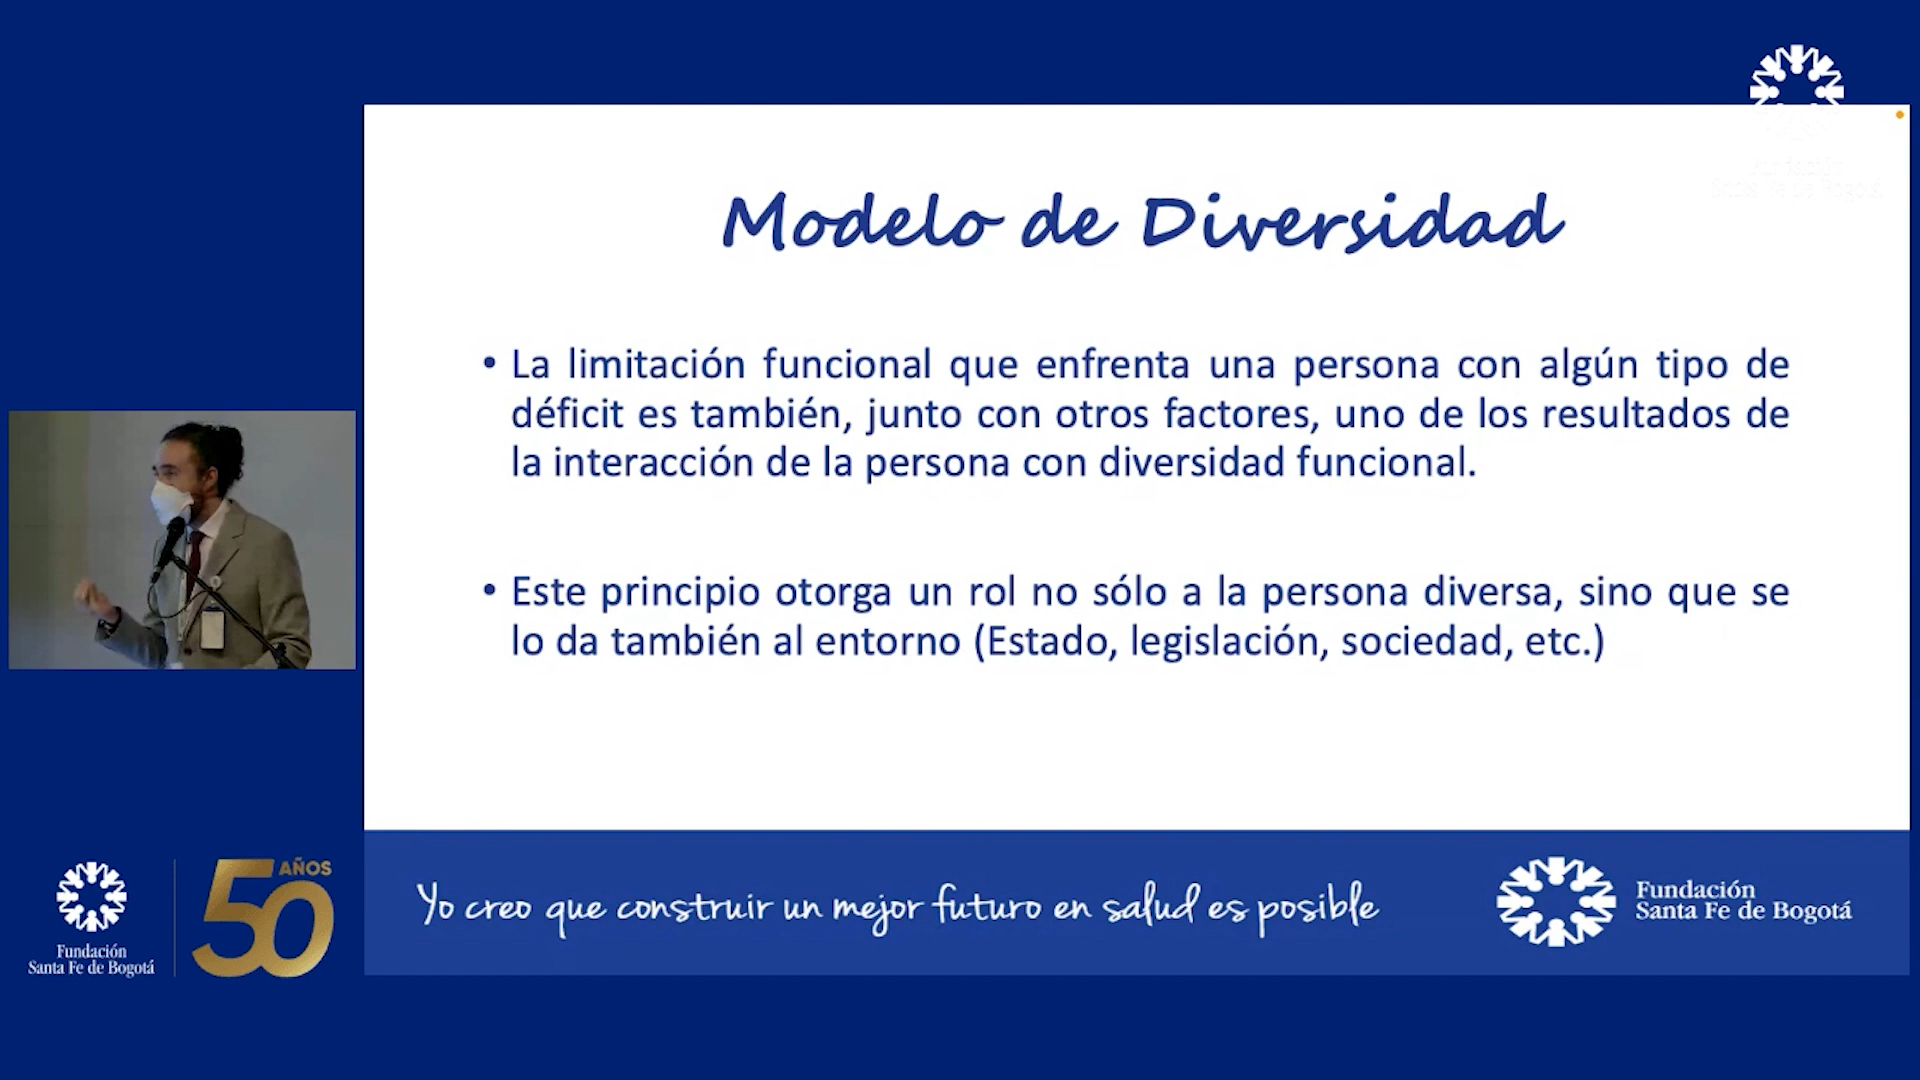 Modelo de Diversidad
• La limitación funcional que enfrenta una persona con algún tipo de
déficit es también, junto con otros factores, uno de los resultados de
la interacción de la persona con diversidad funcional.
• Este principio otorga un rol no sólo a la persona diversa, sino que se
lo da también al entorno (Estado, legislación, sociedad, etc.)
Yo creo que construir un mejor futuro en salud es posible
Fundación
Santa Fe de Bogotá
Fundación
Santa Fe de Bogotá
50
AÑOS